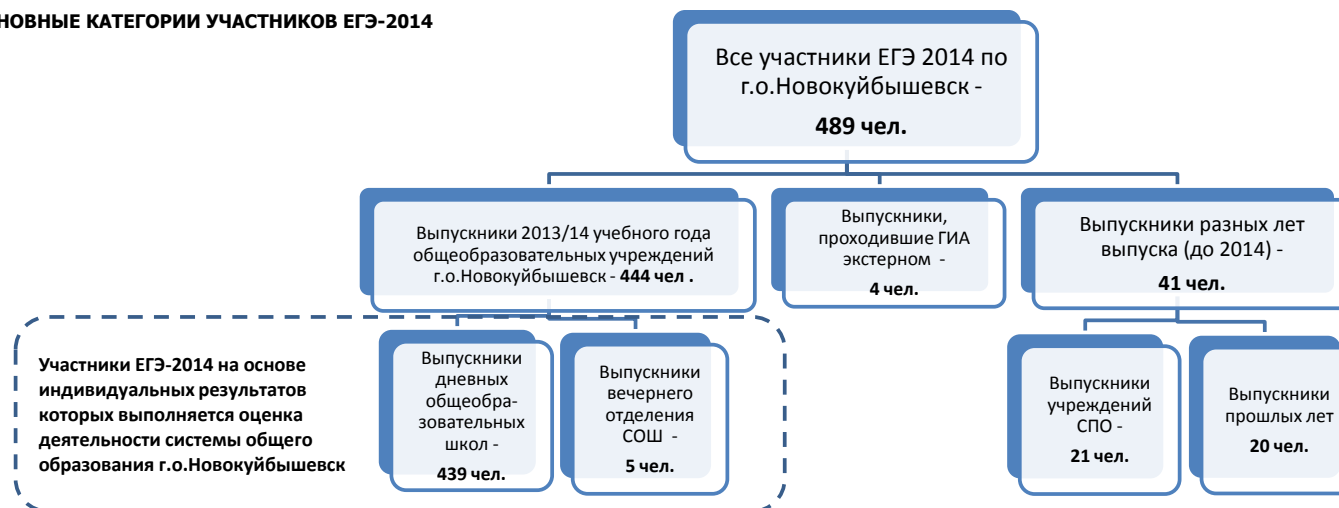 НОВНЫЕ КАТЕГОРИИ УЧАСТНИКОВ ЕГЭ-2014
Все участники ЕГЭ 2014 по
г.о.Новокуйбышевск -
489 чел.
Выпускники 2013/14 учебного года
общеобразовательных учреждений
г.о.Новокуйбышевск - 444 чел .
Выпускники,
проходившие ГИА
экстерном -
4 чел.
Выпускники разных лет
выпуска (до 2014) -
41 чел.
Участники ЕГЭ-2014 на основе
индивидуальных результатов
которых выполняется оценка
деятельности системы общего
образования г.о.Новокуйбышевск
Выпускники
дневных
общеобра-
зовательных
школ -
439 чел.
Выпускники
вечернего
отделения
СОШ -
5 чел.
Выпускники
учреждений
СПО -
21 чел.
Выпускники
прошлых лет
20 чел.